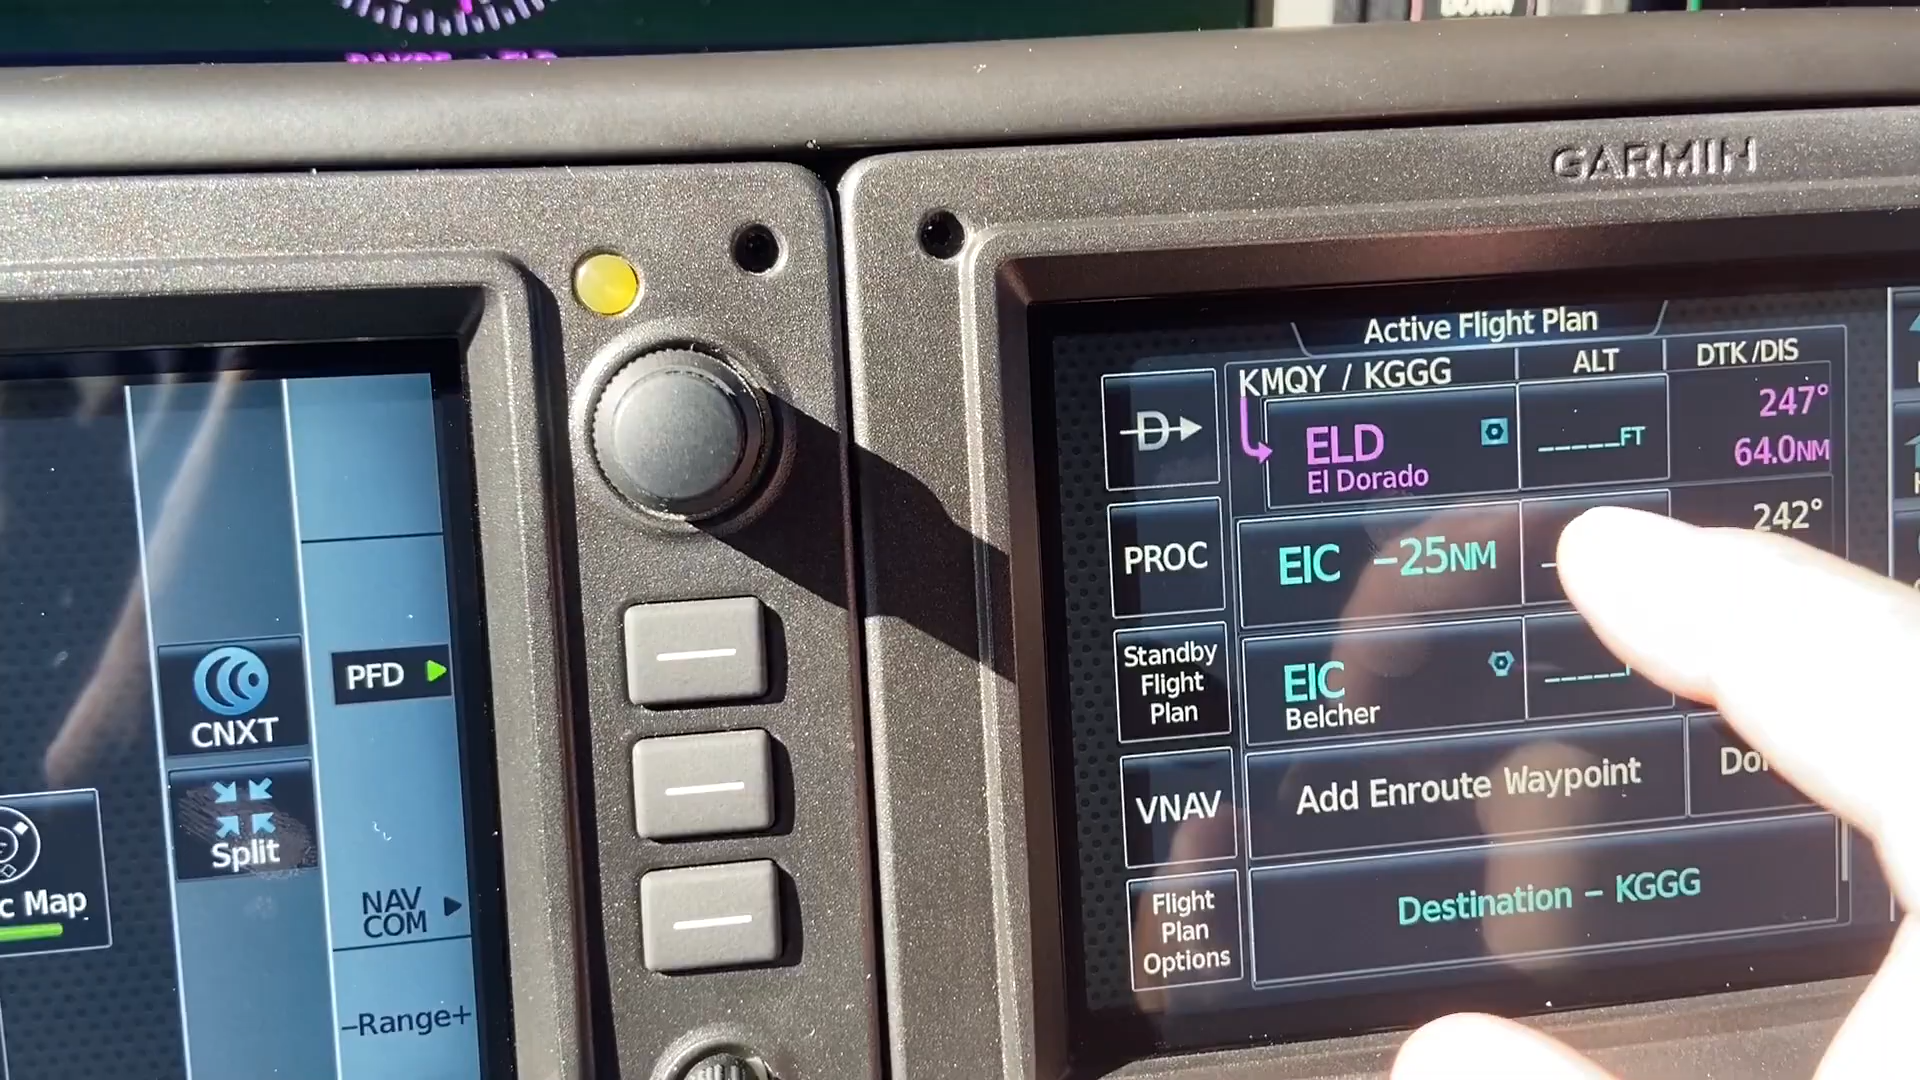 GARMIN
Active Flight Plan
KMQY / KGGG
ALT
DTK/DIS
ELD
El Dorado
_____FT
247°
64.0NM
PROC
EIC -25NM
242°
Standby
Flight
Plan
EIC
Belcher
VNAV
Add Enroute Waypoint
Flight
Plan
Options
Destination - KGGG
PFD
CNXT
Split
NAV
COM
Map
-Range+